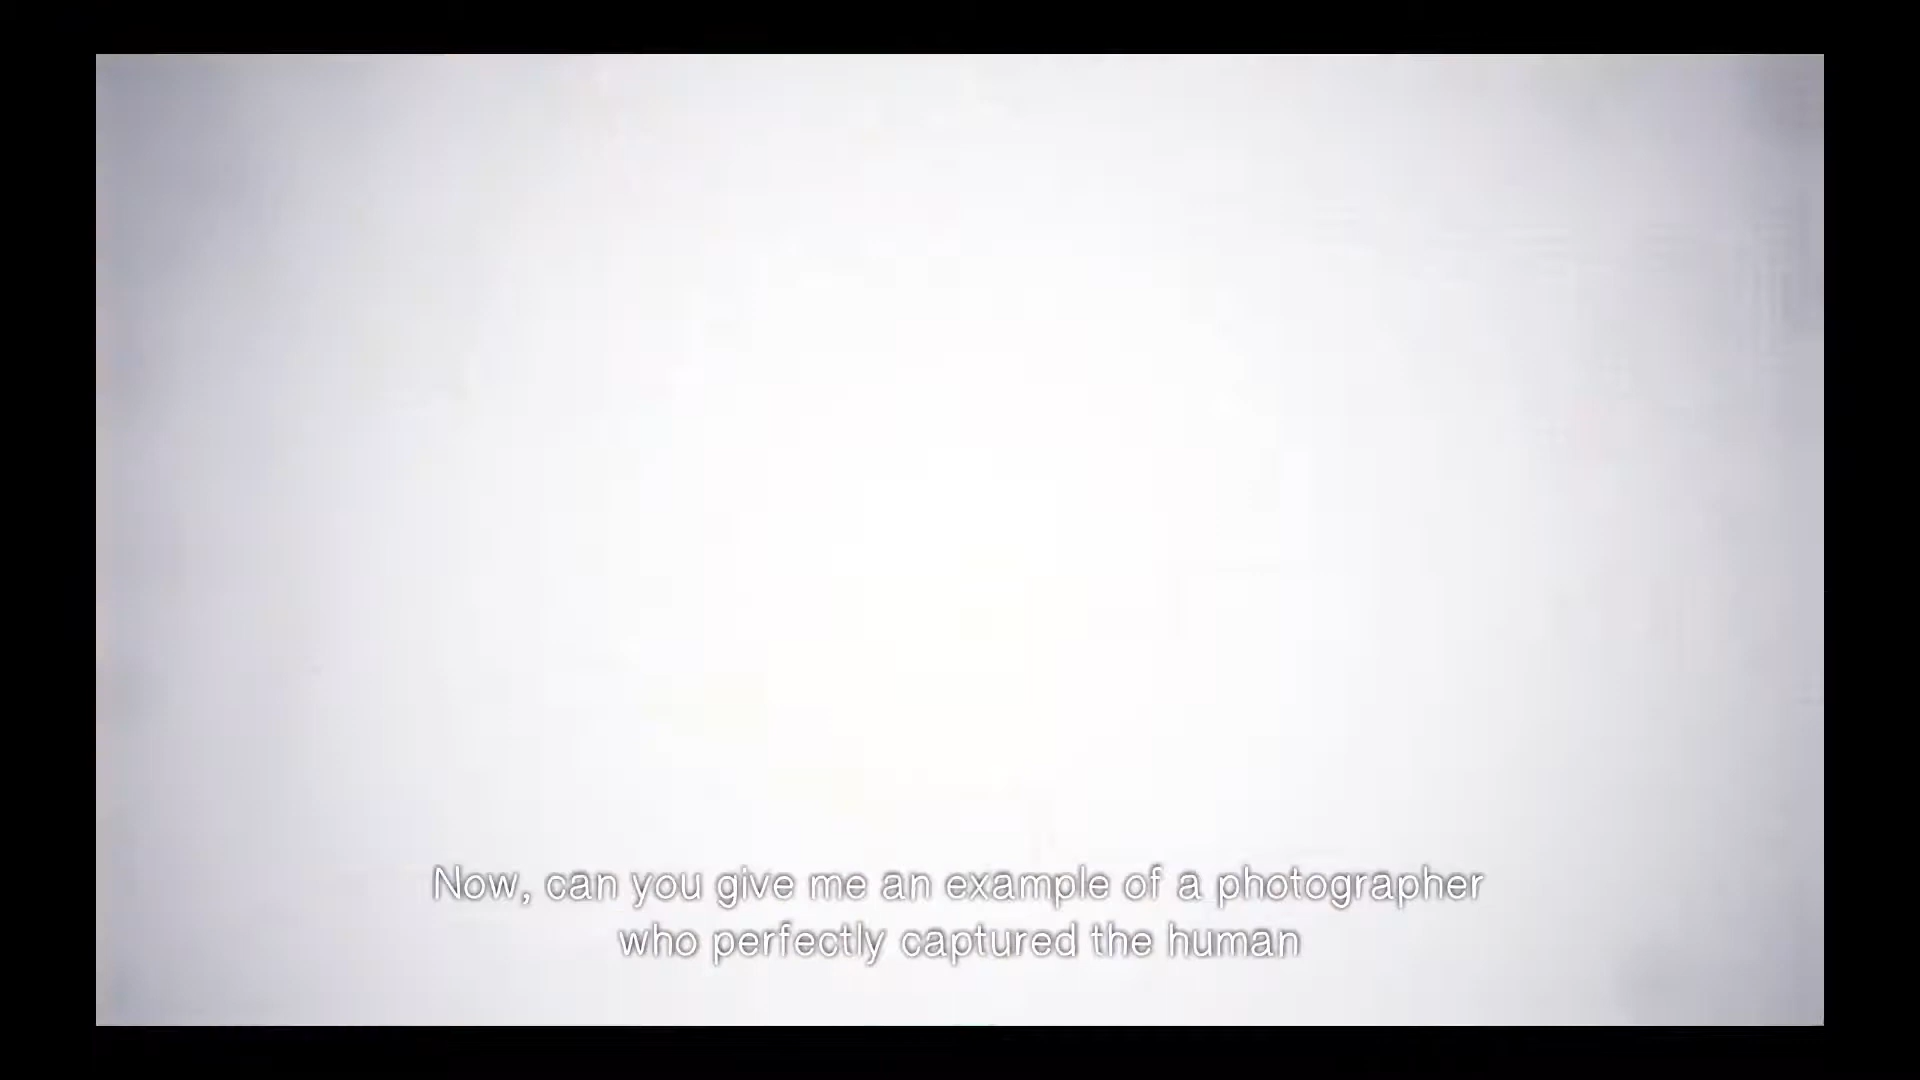 Now, can you give me an example of a photographer
who perfectly captured the human